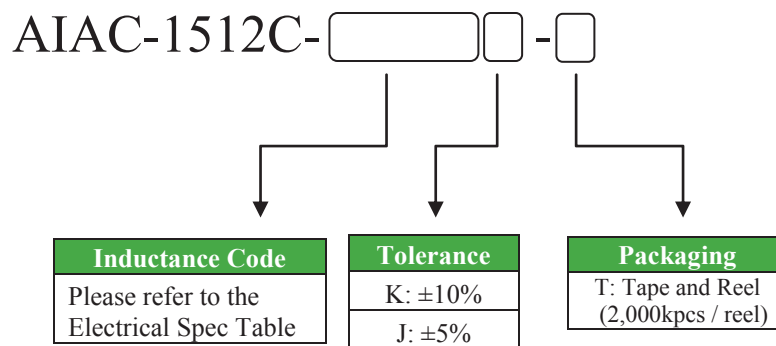 AIAC-1512C-
-
Inductance Code
Please refer to the
Electrical Spec Table
Tolerance
K: ±10%
J: ±5%
Packaging
T: Tape and Reel
(2,000kpcs / reel)